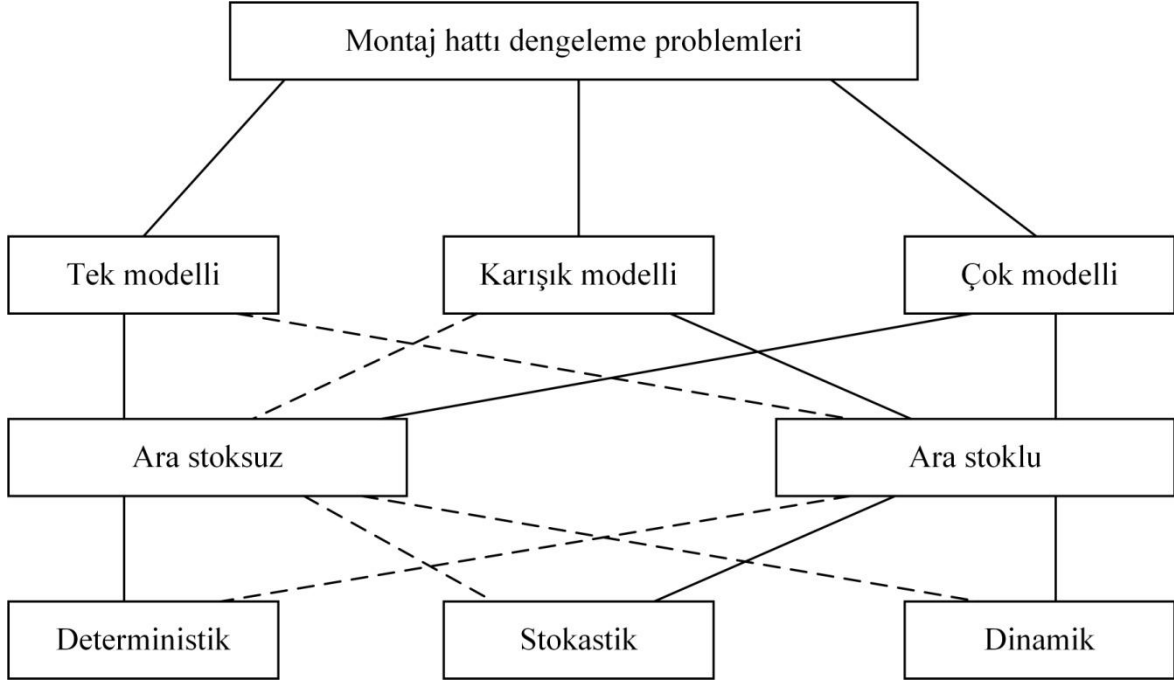 Montaj hattı dengeleme problemleri
Tek modelli
Karışık modelli
Çok modelli
Ara stoksuz
Ara stoklu
Deterministik
Stokastik
Dinamik